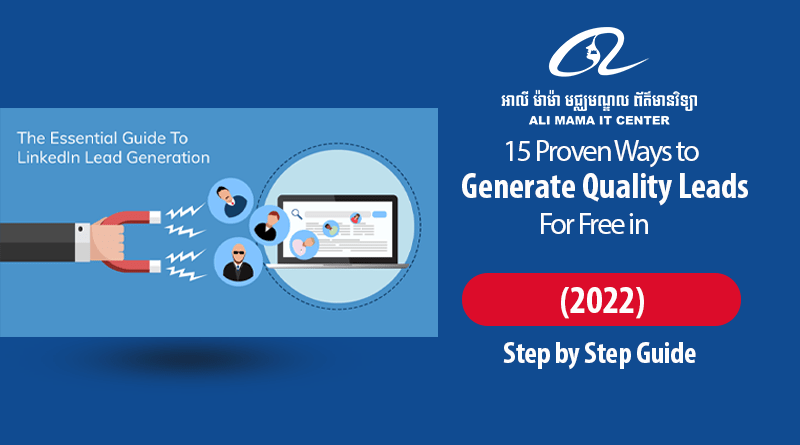 The Essential Guide To
LinkedIn Lead Generation
អាលី ម៉ាម៉ា មជ្ឈមណ្ឌល ព័ត៌មានវិទ្យា
ALI MAMA IT CENTER
15 Proven Ways to
Generate Quality Leads
For Free in
(2022)
Step by Step Guide